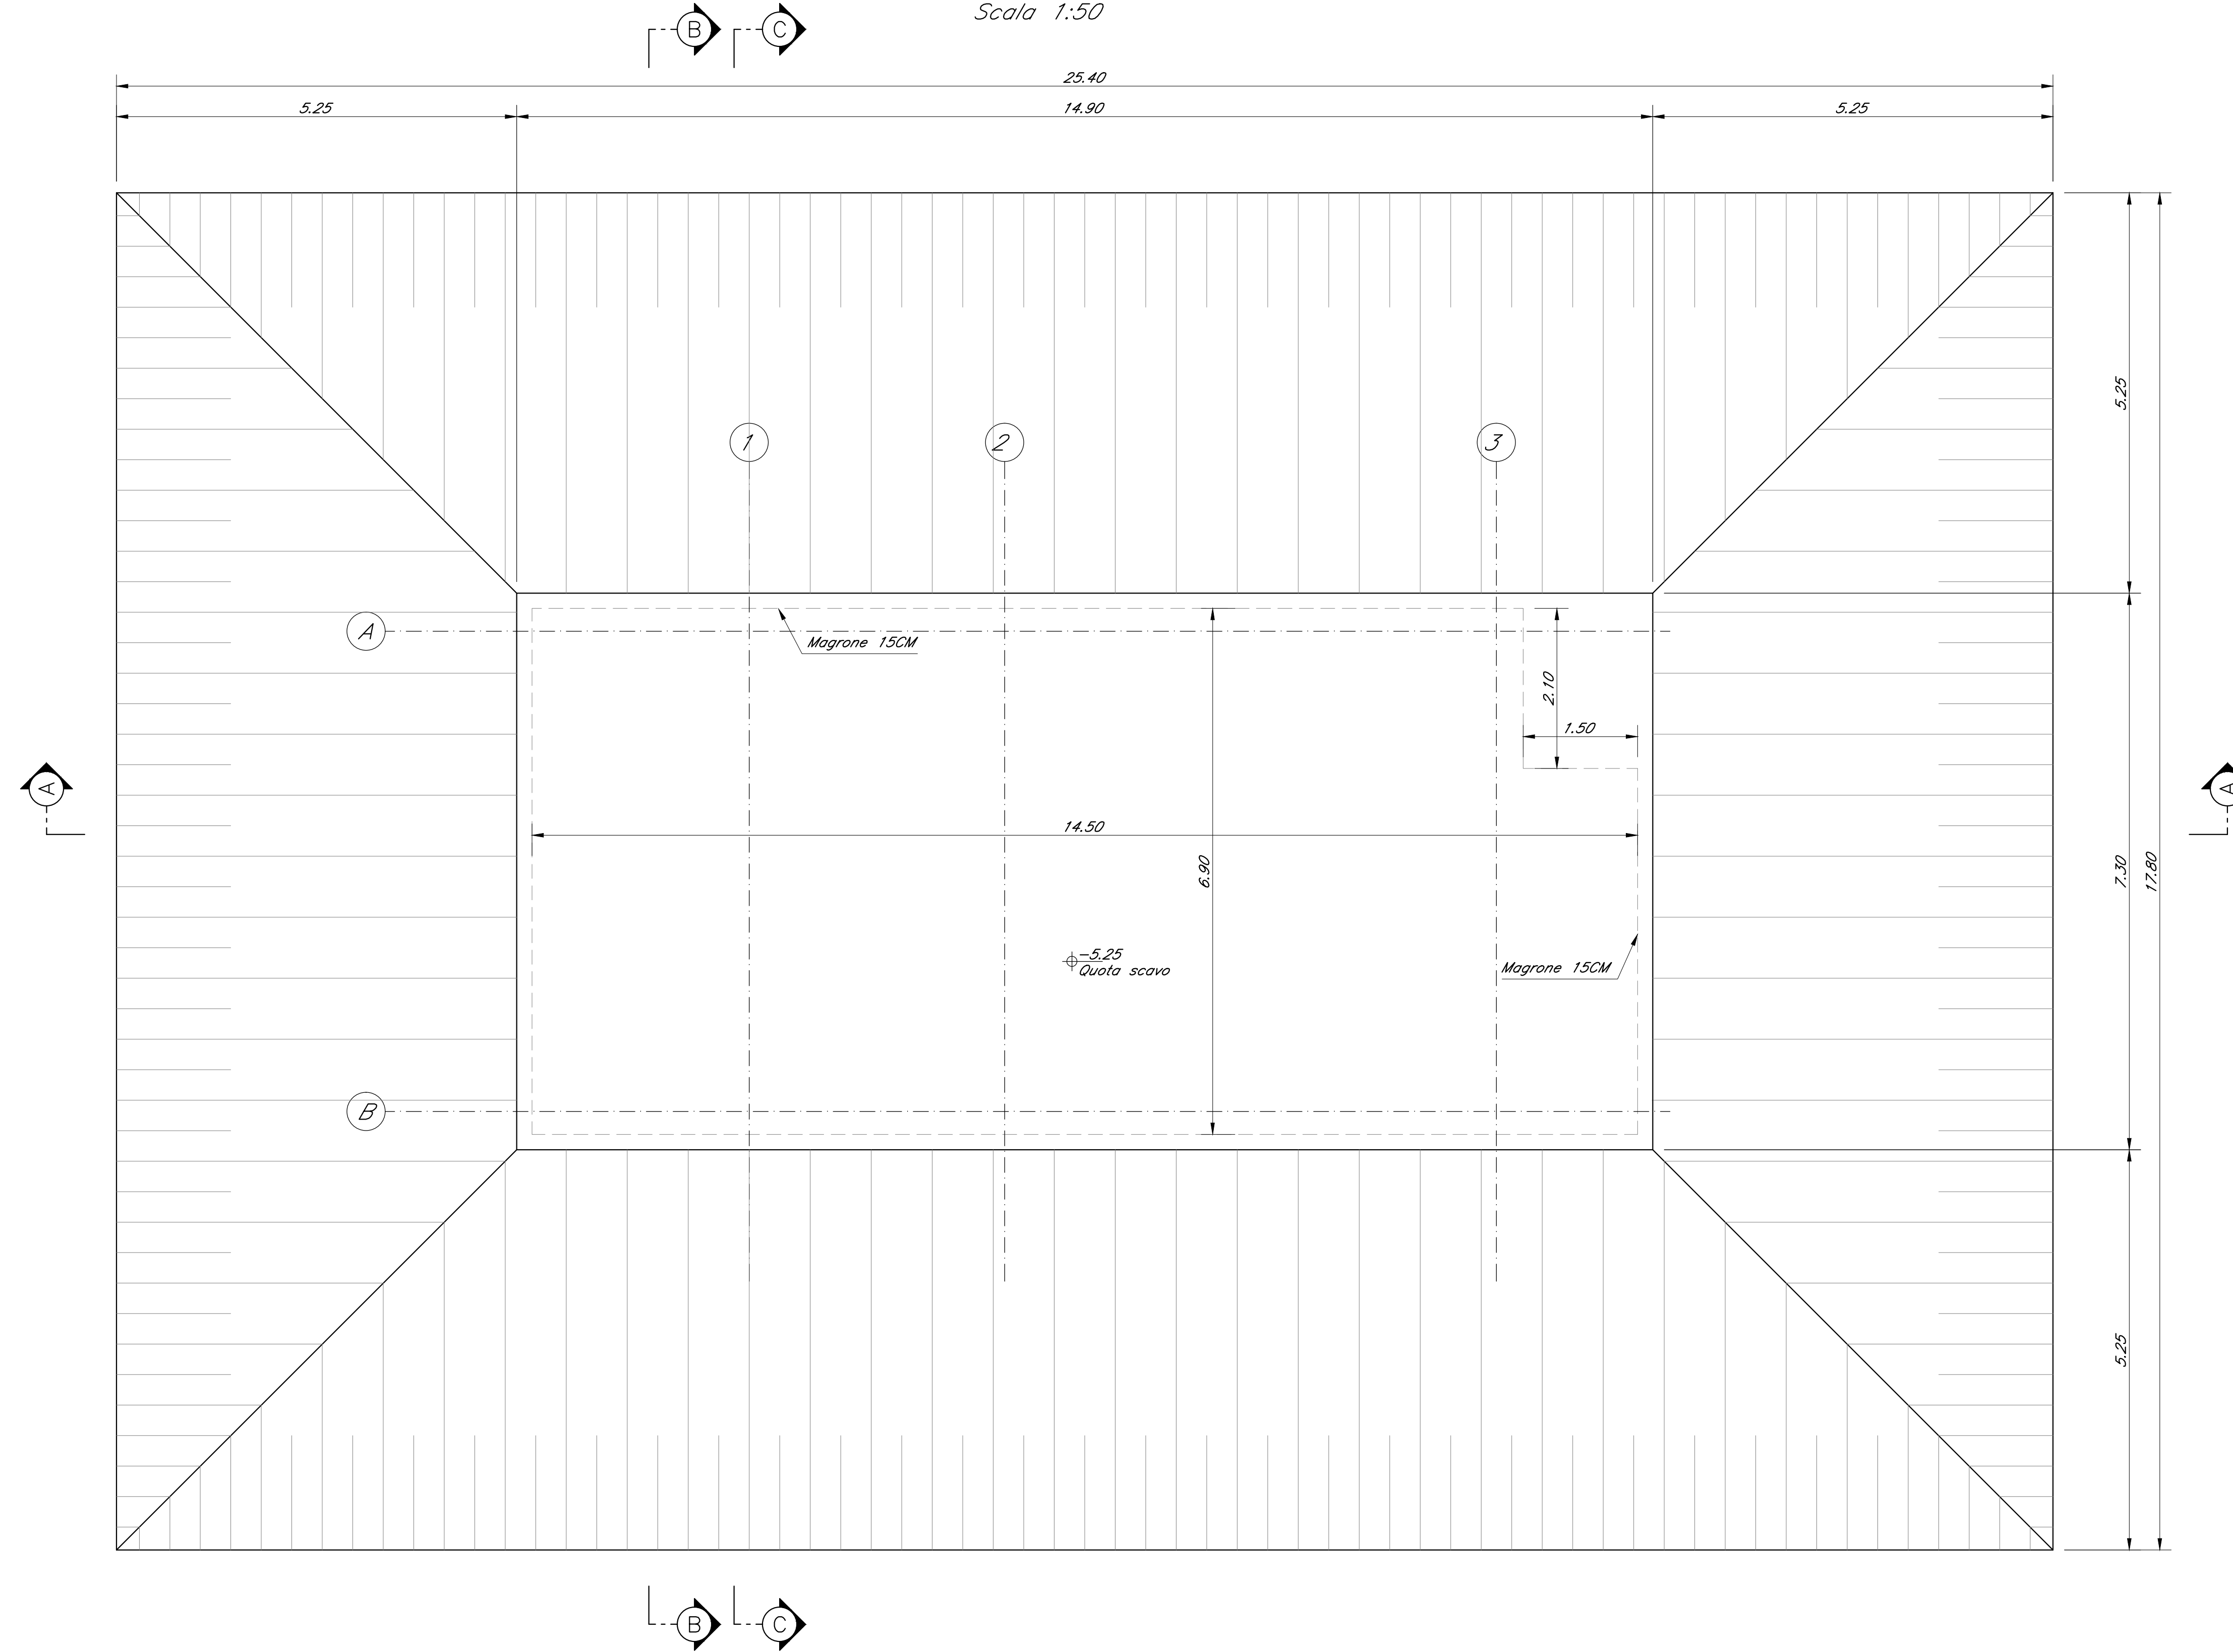 Scala 1:50
B
C
25.40
5.25
14.90
5.25
5.25
1
2
3
A
Magrone 15CM
2.10
1.50
A
A
14.50
6.90
7.30
17.80
-5.25
Quota scavo
Magrone 15CM
B
5.25
B
C